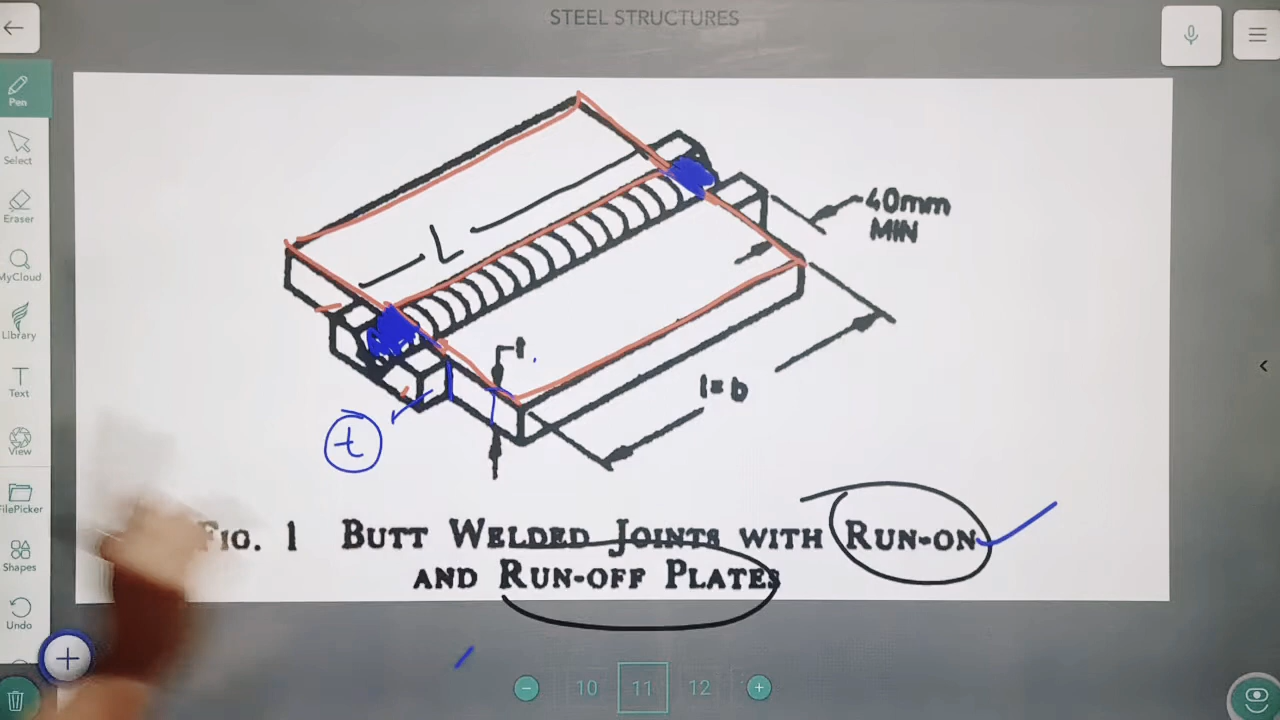 STEEL STRUCTURES
Pen
Select
Eraser
MyCloud
Library
Text
View
FilePicker
Shapes
Undo
L
40mm
MIN
t
l=b
t
FIG. 1 BUTT WELDED JOINTS WITH RUN-ON
AND RUN-OFF PLATES
10 11 12